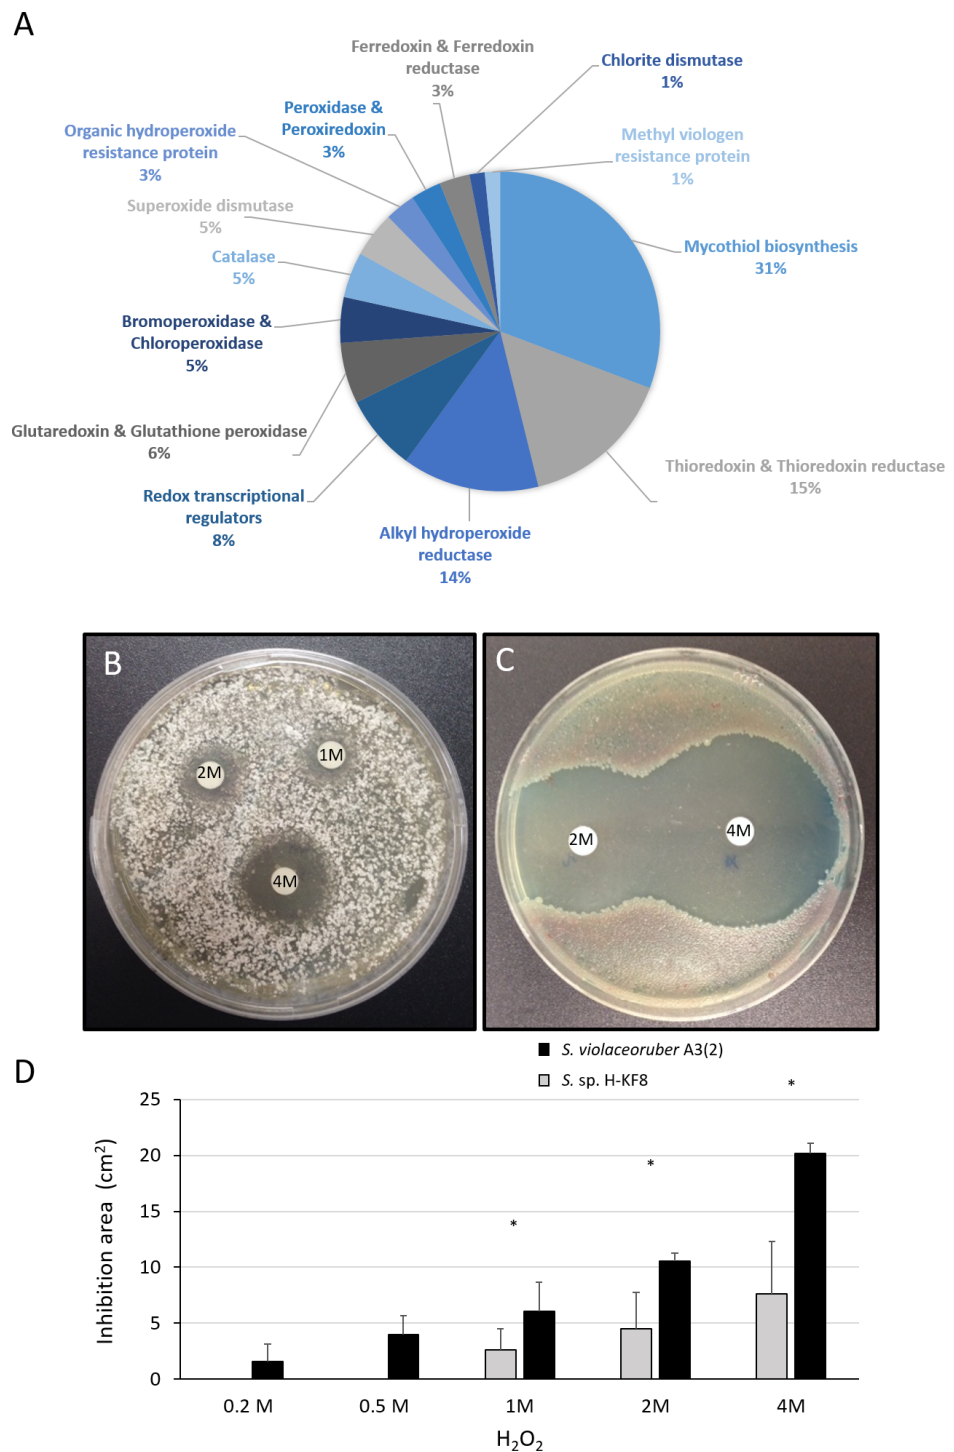 A
Ferredoxin & Ferredoxin
reductase
3%
Chlorite dismutase
1%
Peroxidase &
Peroxiredoxin
3%
Methyl viologen
resistance protein
1%
Organic hydroperoxide
resistance protein
3%
Superoxide dismutase
5%
Mycothiol biosynthesis
31%
Catalase
5%
Bromoperoxidase &
Chloroperoxidase
5%
Glutaredoxin & Glutathione peroxidase
6%
Thioredoxin & Thioredoxin reductase
15%
Redox transcriptional
regulators
8%
Alkyl hydroperoxide
reductase
14%
B
1M
2M
4M
C
2M
4M
D
S. violaceoruber A3(2)
S. sp. H-KF8
*
*
*
Inhibition area (cm²)
25
20
15
10
5
0
0.2 M
0.5 M
1M
2M
4M
H₂O₂